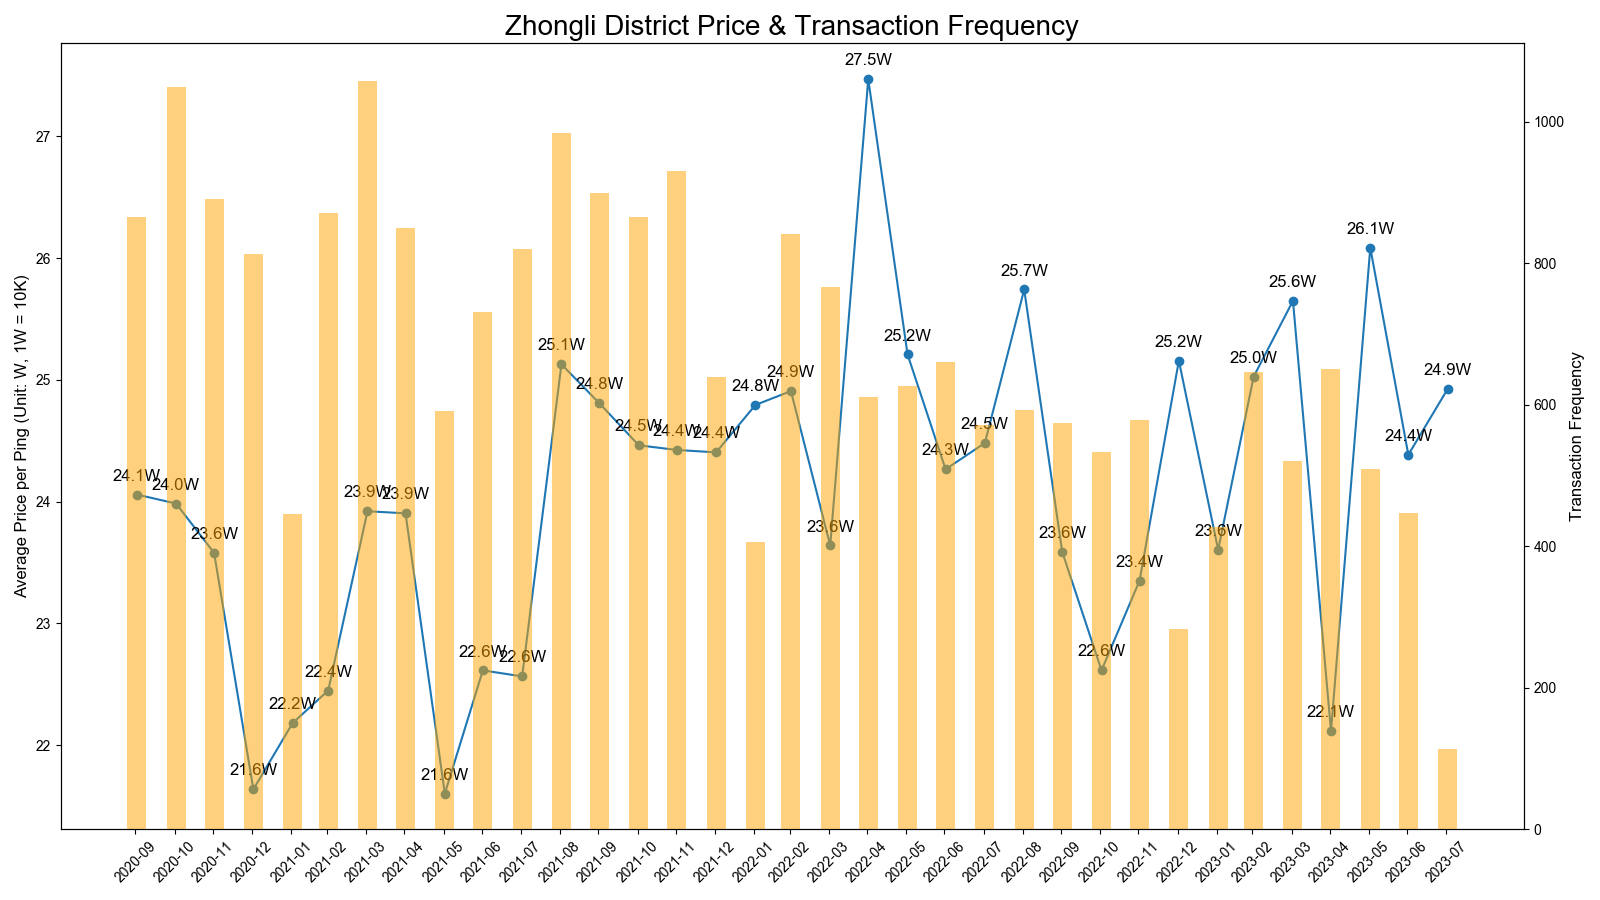 Zhongli District Price & Transaction Frequency
Average Price per Ping (Unit: W, 1W = 10K)
27
26
25
24
23
22
24.1W
24.0W
23.6W
21.6W
22.2W
22.4W
23.9W
23.9W
21.6W
22.6W
22.6W
25.1W
24.8W
24.5W
24.4W
24.4W
24.8W
24.9W
23.6W
27.5W
25.2W
24.3W
24.5W
25.7W
23.6W
22.6W
23.4W
25.2W
23.6W
25.0W
25.6W
22.1W
26.1W
24.4W
24.9W
1000
800
600
400
200
0
Transaction Frequency
2020-09
2020-10
2020-11
2020-12
2021-01
2021-02
2021-03
2021-04
2021-05
2021-06
2021-07
2021-08
2021-09
2021-10
2021-11
2021-12
2022-01
2022-02
2022-03
2022-04
2022-05
2022-06
2022-07
2022-08
2022-09
2022-10
2022-11
2022-12
2023-01
2023-02
2023-03
2023-04
2023-05
2023-06
2023-07